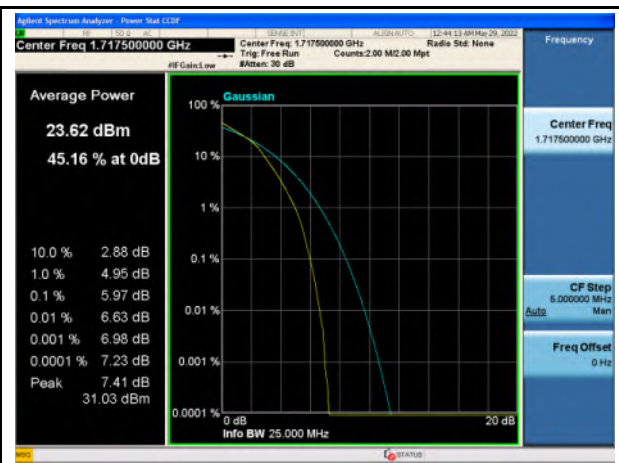 Agilent Spectrum Analyzer - Power Stat CCDF
RF 50 Ω AC SENSE:INT ALIGN AUTO 12:44:13 AM May 29, 2022
Center Freq 1.717500000 GHz
Center Freq: 1.717500000 GHz Radio Std: None
Trig: Free Run Counts:2.00 M/2.00 Mpt
#IFGain:Low #Atten: 30 dB
Frequency
Average Power
23.62 dBm
45.16 % at 0dB
10.0 % 2.88 dB
1.0 % 4.95 dB
0.1 % 5.97 dB
0.01 % 6.63 dB
0.001 % 6.98 dB
0.0001 % 7.23 dB
Peak 7.41 dB
31.03 dBm
Gaussian
100 %
10 %
1 %
0.1 %
0.01 %
0.001 %
0.0001 %
0 dB 20 dB
Info BW 25.000 MHz
Center Freq
1.717500000 GHz
CF Step
5.000000 MHz
Auto Man
Freq Offset
0 Hz
MSG STATUS